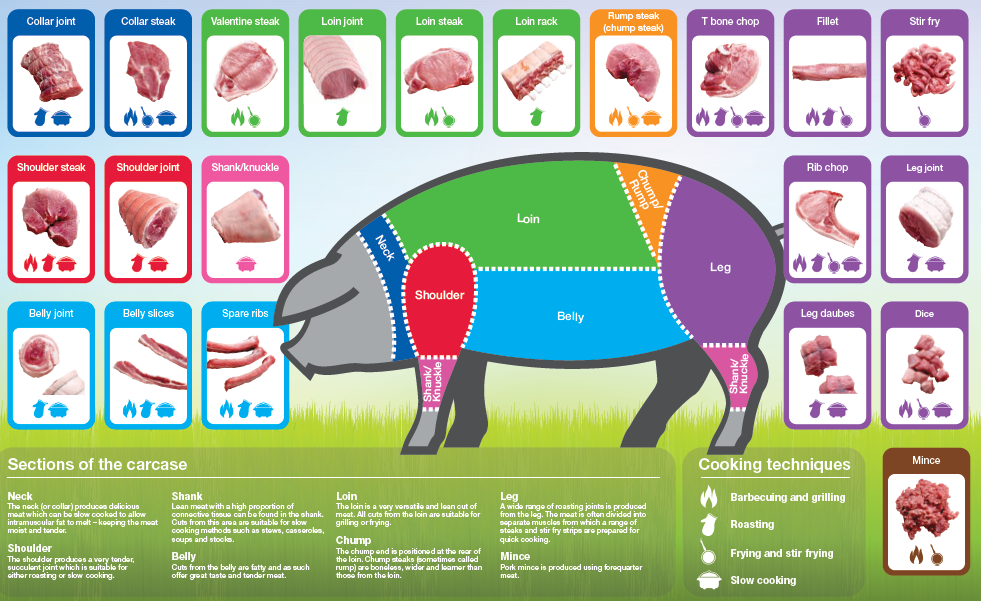 Collar joint
Collar steak
Valentine steak
Loin joint
Loin steak
Loin rack
Rump steak
(chump steak)
T bone chop
Fillet
Stir fry
Shoulder steak
Shoulder joint
Shank/knuckle
Rib chop
Leg joint
Belly joint
Belly slices
Spare ribs
Leg daubes
Dice
Neck
Loin
Chump/
Rump
Shoulder
Belly
Leg
Shank/
Knuckle
Shank/
Knuckle
Sections of the carcase
Neck
The neck (or collar) produces delicious
meat which can be slow cooked to allow
intramuscular fat to melt – keeping the meat
moist and tender.
Shoulder
The shoulder produces a very tender,
succulent joint which is suitable for
either roasting or slow cooking.
Shank
Lean meat with a high proportion of
connective tissue can be found in the shank.
Cuts from this area are suitable for slow
cooking methods such as stews, casseroles,
soups and stocks.
Belly
Cuts from the belly are fatty and as such
offer great taste and tender meat.
Loin
The loin is a very versatile and lean cut of
meat. All cuts from the loin are suitable for
grilling or frying.
Chump
The chump end is positioned at the rear of
the loin. Chump steaks (sometimes called
rump) are boneless, wider and learner than
those from the loin.
Leg
A wide range of roasting joints is produced
from the leg. The meat is often divided into
separate muscles from which a range of
steaks and stir fry strips are prepared for
quick cooking.
Mince
Pork mince is produced using forequarter
meat.
Cooking techniques
Barbecuing and grilling
Roasting
Frying and stir frying
Slow cooking
Mince